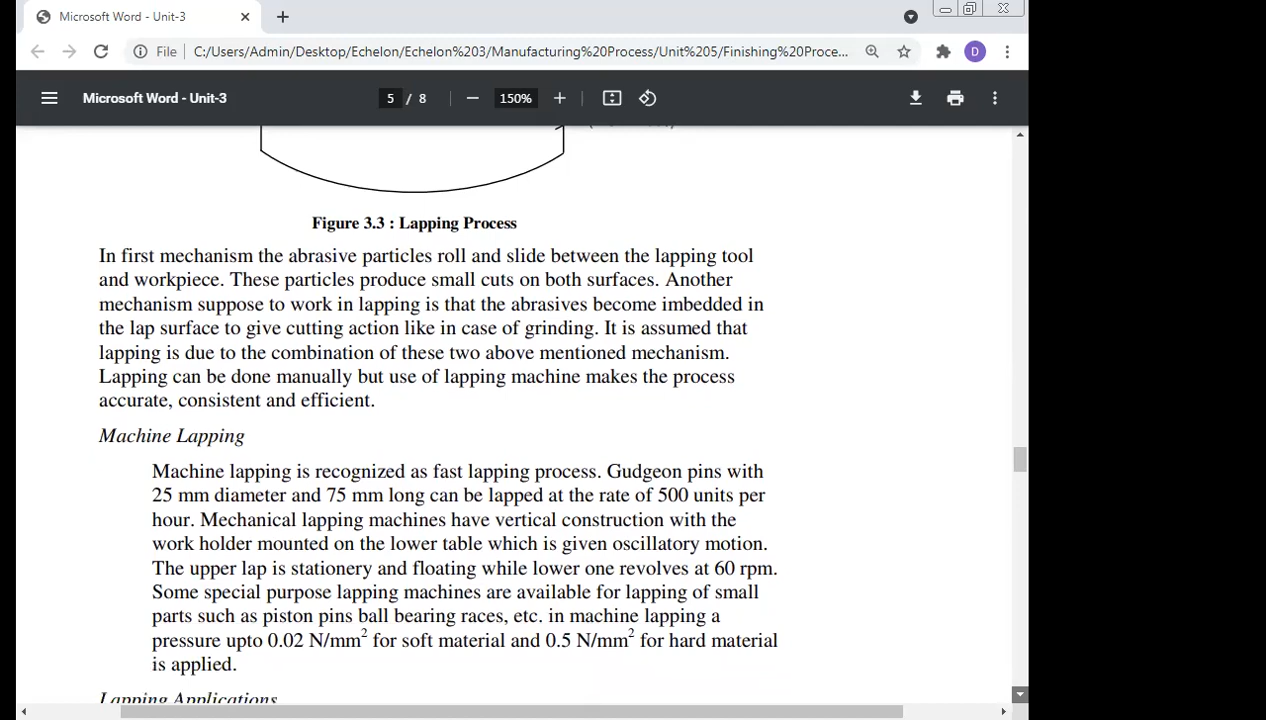 Microsoft Word - Unit-3
File C:/Users/Admin/Desktop/Echelon/Echelon%203/Manufacturing%20Process/Unit%205/Finishing%20Proce...
D
Microsoft Word - Unit-3 5 / 8 150%
Figure 3.3 : Lapping Process
In first mechanism the abrasive particles roll and slide between the lapping tool
and workpiece. These particles produce small cuts on both surfaces. Another
mechanism suppose to work in lapping is that the abrasives become imbedded in
the lap surface to give cutting action like in case of grinding. It is assumed that
lapping is due to the combination of these two above mentioned mechanism.
Lapping can be done manually but use of lapping machine makes the process
accurate, consistent and efficient.
Machine Lapping
Machine lapping is recognized as fast lapping process. Gudgeon pins with
25 mm diameter and 75 mm long can be lapped at the rate of 500 units per
hour. Mechanical lapping machines have vertical construction with the
work holder mounted on the lower table which is given oscillatory motion.
The upper lap is stationery and floating while lower one revolves at 60 rpm.
Some special purpose lapping machines are available for lapping of small
parts such as piston pins ball bearing races, etc. in machine lapping a
pressure upto 0.02 N/mm² for soft material and 0.5 N/mm² for hard material
is applied.
Lapping Applications